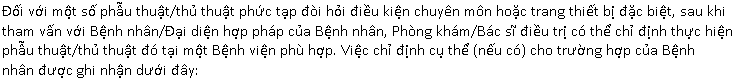 Đối với một số phẫu thuật/thủ thuật phức tạp đòi hỏi điều kiện chuyên môn hoặc trang thiết bị đặc biệt, sau khi
tham vấn với Bệnh nhân/Đại diện hợp pháp của Bệnh nhân, Phòng khám/Bác sĩ điều trị có thể chỉ định thực hiện
phẫu thuật/thủ thuật đó tại một Bệnh viện phù hợp. Việc chỉ định cụ thể (nếu có) cho trường hợp của Bệnh
nhân được ghi nhận dưới đây: